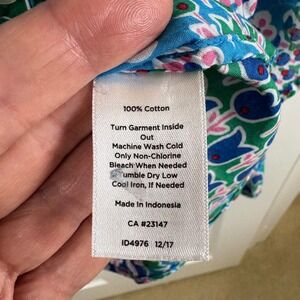 100% Cotton
Turn Garment Inside
Out
Machine Wash Cold
Only Non-Chlorine
Bleach When Needed
Tumble Dry Low
Cool Iron, If Needed
Made in Indonesia
CA #23147
ID4976 12/17